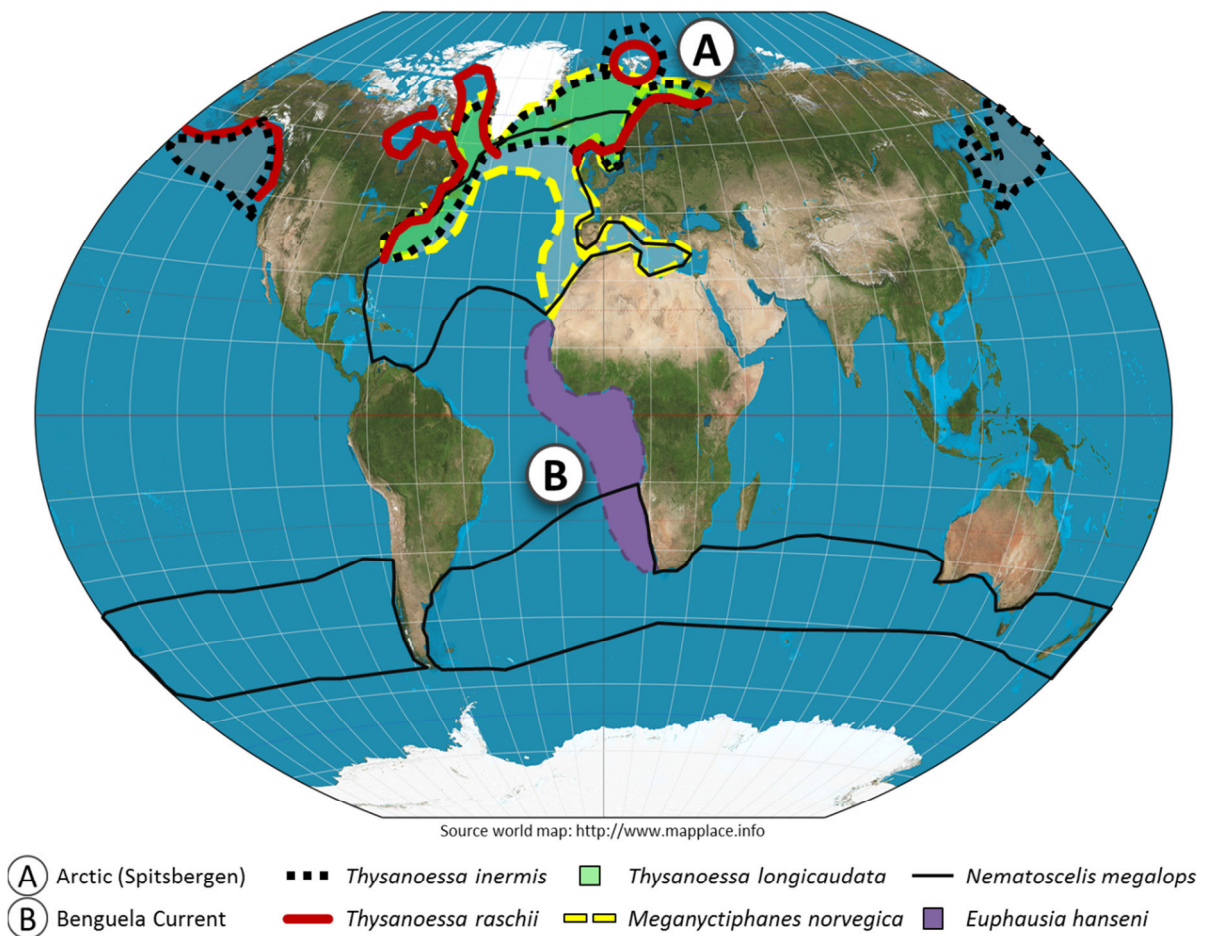 A
B
Source world map: http://www.mapplace.info
A Arctic (Spitsbergen) Thysanoessa inermis Thysanoessa longicaudata Nematoscelis megalops
B Benguela Current Thysanoessa raschii Meganyctiphanes norvegica Euphausia hanseni